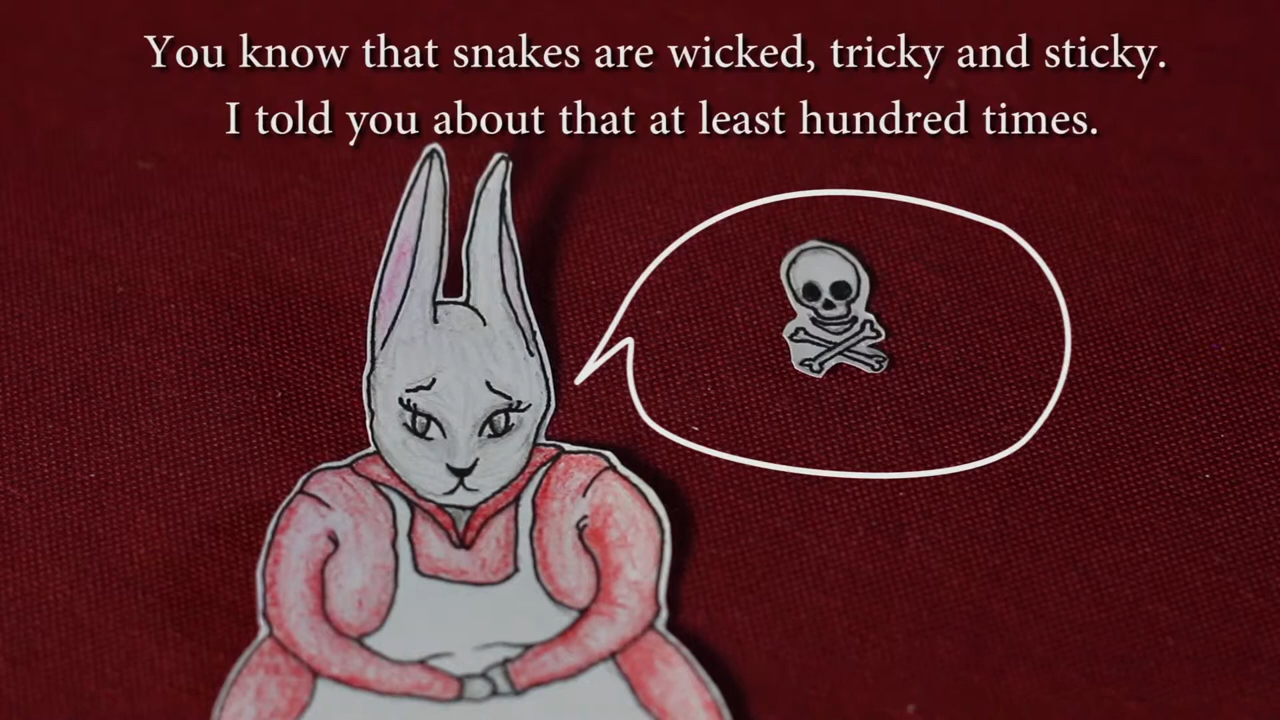 You know that snakes are wicked, tricky and sticky.
I told you about that at least hundred times.